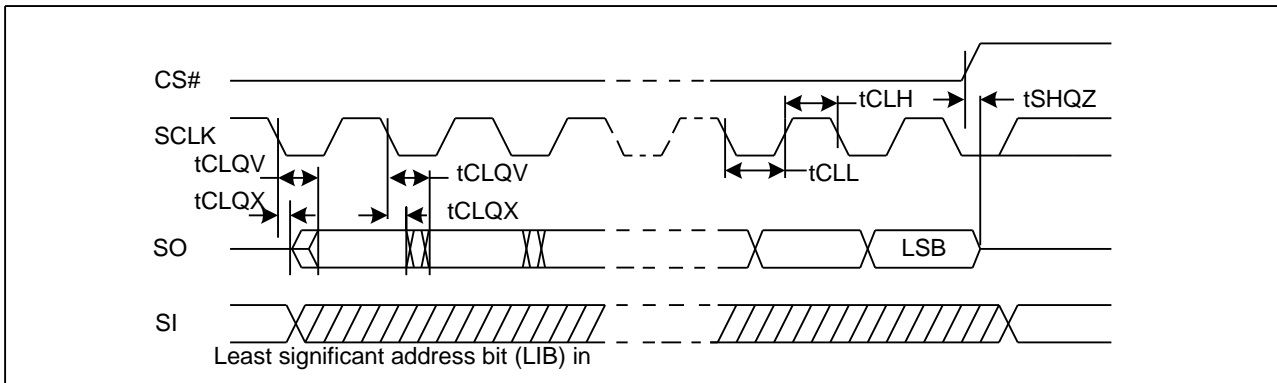 CS#
tCLH
tSHQZ
SCLK
tCLQV
tCLQV
tCLL
tCLQX
tCLQX
SO
LSB
SI
Least significant address bit (LIB) in